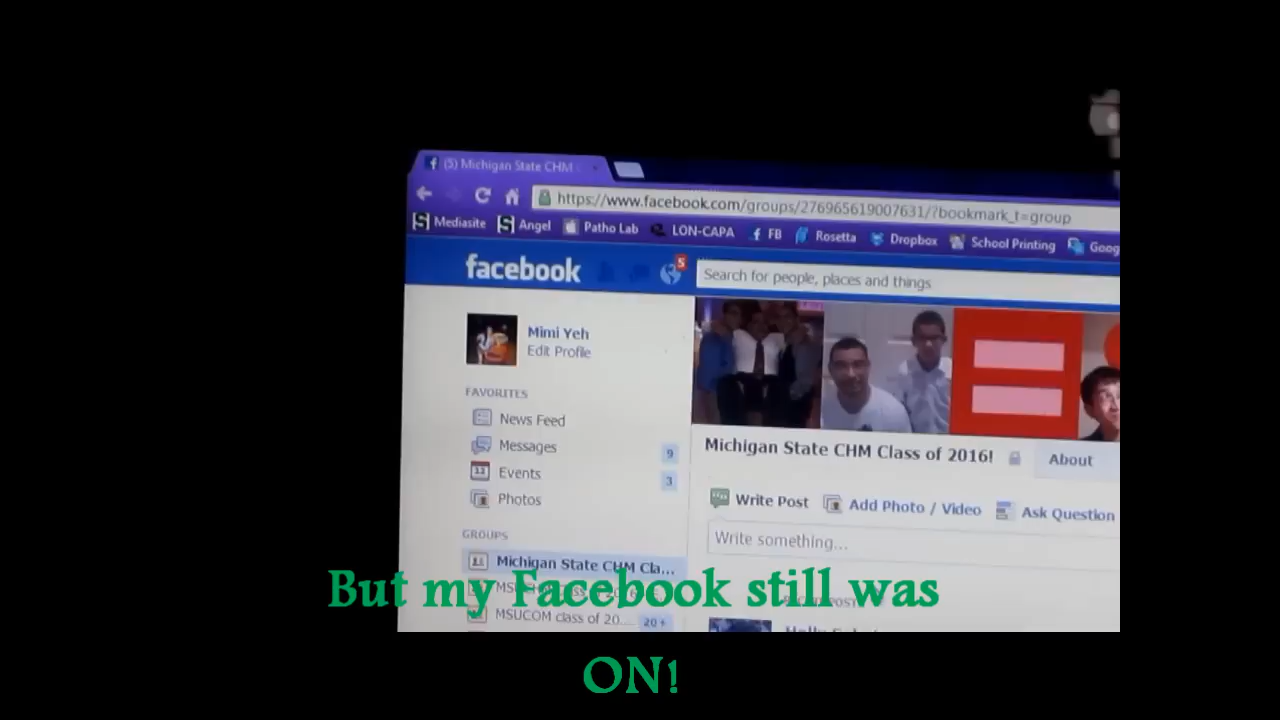 (5) Michigan State CHM
https://www.facebook.com/groups/276965619007631/?bookmark_t=group
Mediasite Angel Patho Lab LON-CAPA FB Rosetta Dropbox School Printing Goog
facebook 5 Search for people, places and things
Mimi Yeh
Edit Profile
FAVORITES
News Feed
Messages 9
Events 3
Photos
Michigan State CHM Class of 2016! About
Write Post Add Photo / Video Ask Question
Write something...
GROUPS
Michigan State CHM Cla...
MSUCOM class of 20... 20+
But my Facebook still was
ON!